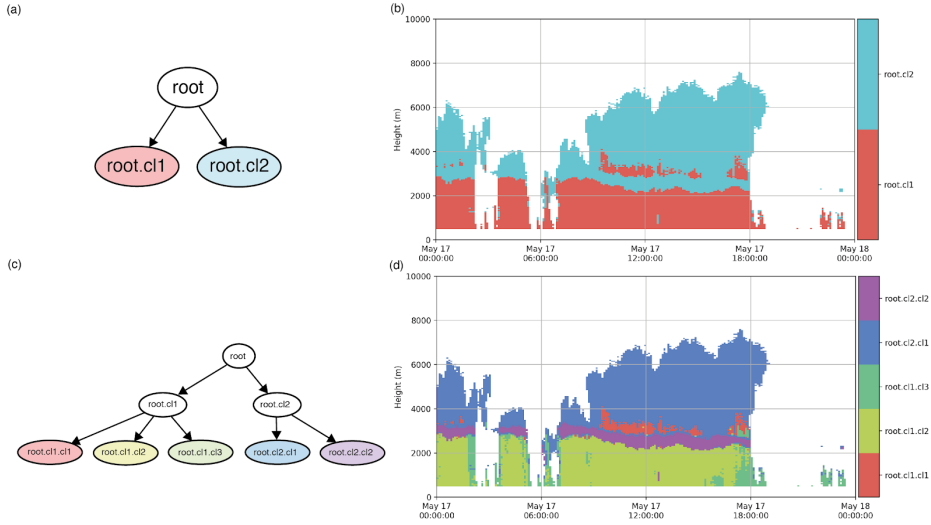 (a)
root
root.cl1
root.cl2
(b)
10000
8000
6000
4000
2000
0
Height (m)
May 17
00:00:00
May 17
06:00:00
May 17
12:00:00
May 17
18:00:00
May 18
00:00:00
root.cl2
root.cl1
(c)
root
root.cl1
root.cl2
root.cl1.cl1
root.cl1.cl2
root.cl1.cl3
root.cl2.cl1
root.cl2.cl2
(d)
10000
8000
6000
4000
2000
0
Height (m)
May 17
00:00:00
May 17
06:00:00
May 17
12:00:00
May 17
18:00:00
May 18
00:00:00
root.cl2.cl2
root.cl2.cl1
root.cl1.cl3
root.cl1.cl2
root.cl1.cl1